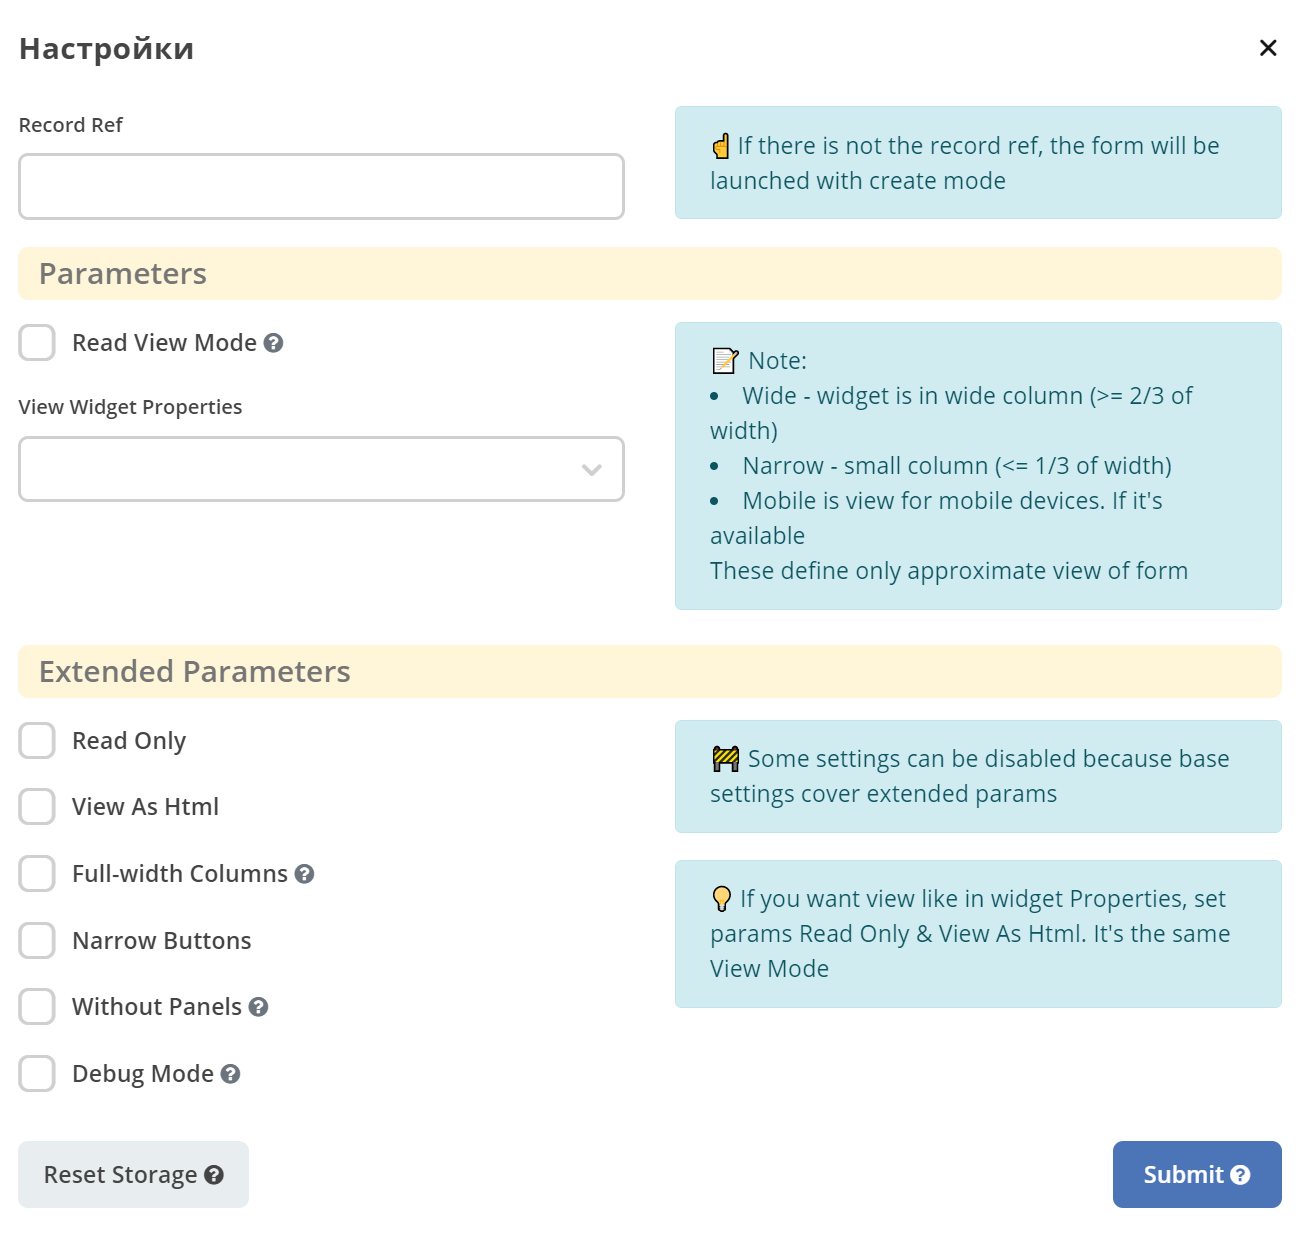 Настройки
Record Ref
☝ If there is not the record ref, the form will be
launched with create mode
Parameters
Read View Mode
View Widget Properties
📝 Note:
• Wide - widget is in wide column (>= 2/3 of
width)
• Narrow - small column (<= 1/3 of width)
• Mobile is view for mobile devices. If it's
available
These define only approximate view of form
Extended Parameters
Read Only
View As Html
Full-width Columns
Narrow Buttons
Without Panels
Debug Mode
🚧 Some settings can be disabled because base
settings cover extended params
💡 If you want view like in widget Properties, set
params Read Only & View As Html. It's the same
View Mode
Reset Storage
Submit